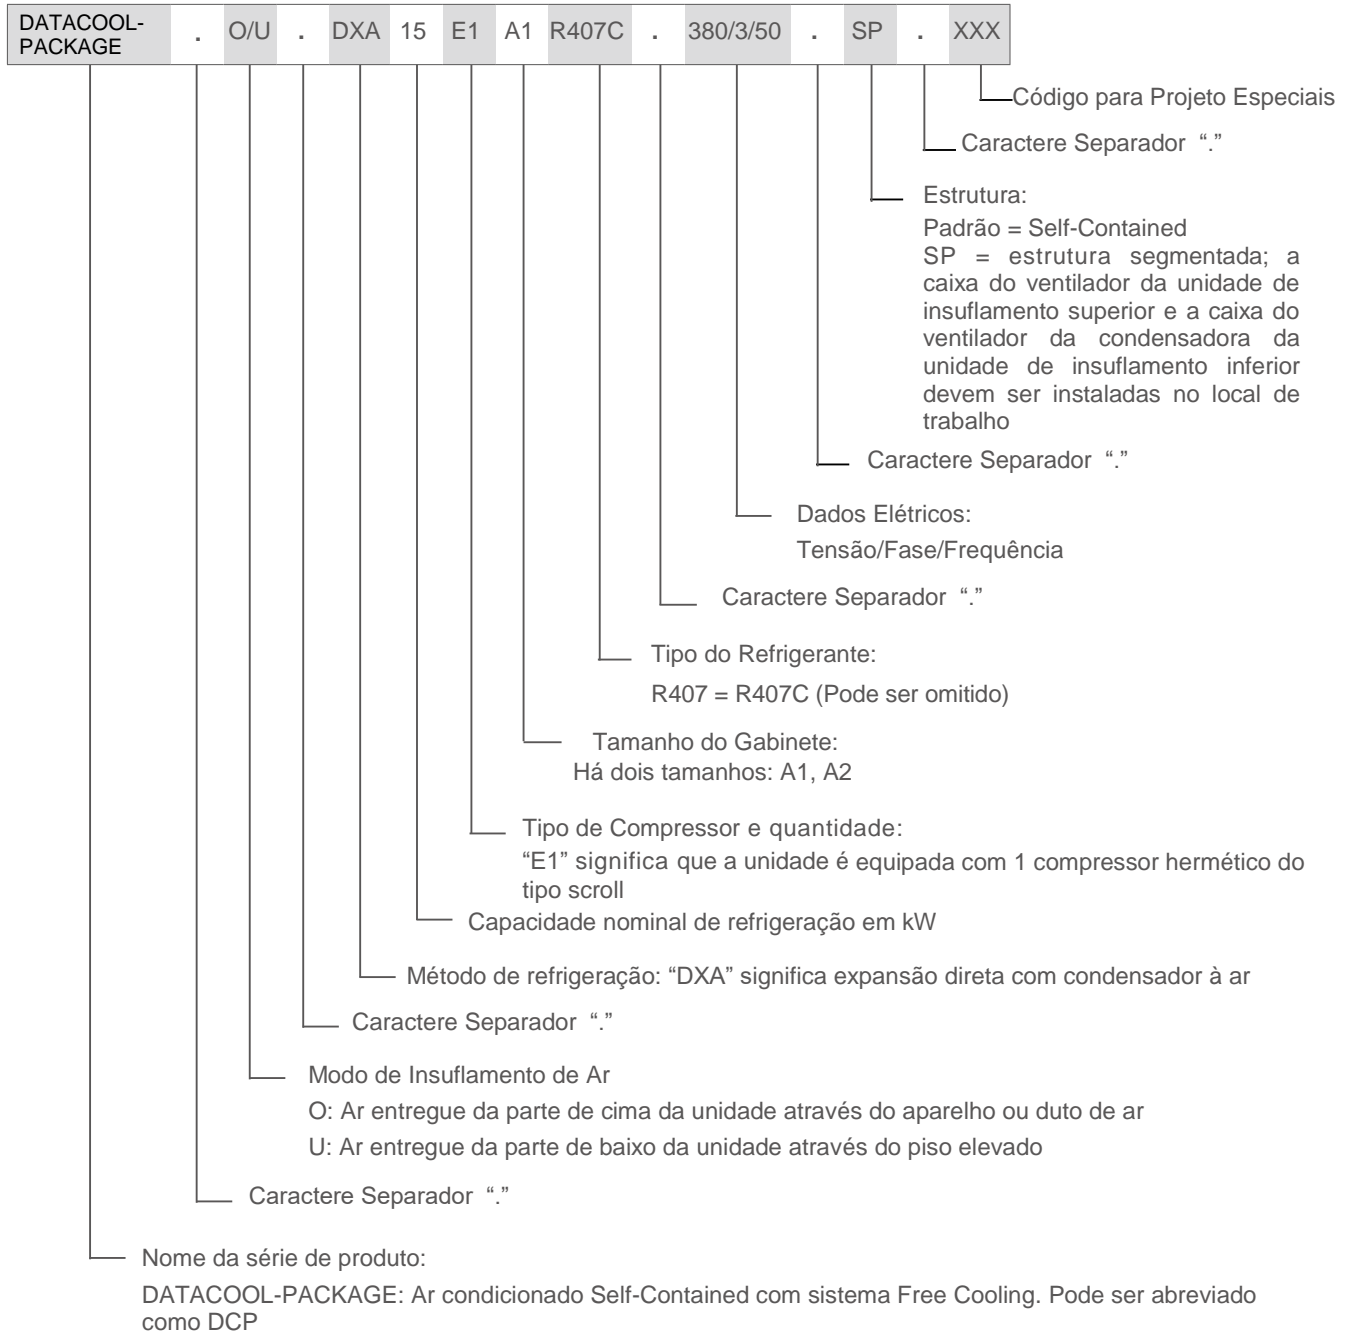 DATACOOL-
PACKAGE . O/U . DXA 15 E1 A1 R407C . 380/3/50 . SP . XXX
Código para Projeto Especiais
Caractere Separador “.”
Estrutura:
Padrão = Self-Contained
SP = estrutura segmentada; a
caixa do ventilador da unidade de
insuflamento superior e a caixa do
ventilador da condensadora da
unidade de insuflamento inferior
devem ser instaladas no local de
trabalho
Caractere Separador “.”
Dados Elétricos:
Tensão/Fase/Frequência
Caractere Separador “.”
Tipo do Refrigerante:
R407 = R407C (Pode ser omitido)
Tamanho do Gabinete:
Há dois tamanhos: A1, A2
Tipo de Compressor e quantidade:
“E1” significa que a unidade é equipada com 1 compressor hermético do
tipo scroll
Capacidade nominal de refrigeração em kW
Método de refrigeração: “DXA” significa expansão direta com condensador à ar
Caractere Separador “.”
Modo de Insuflamento de Ar
O: Ar entregue da parte de cima da unidade através do aparelho ou duto de ar
U: Ar entregue da parte de baixo da unidade através do piso elevado
Caractere Separador “.”
Nome da série de produto:
DATACOOL-PACKAGE: Ar condicionado Self-Contained com sistema Free Cooling. Pode ser abreviado
como DCP